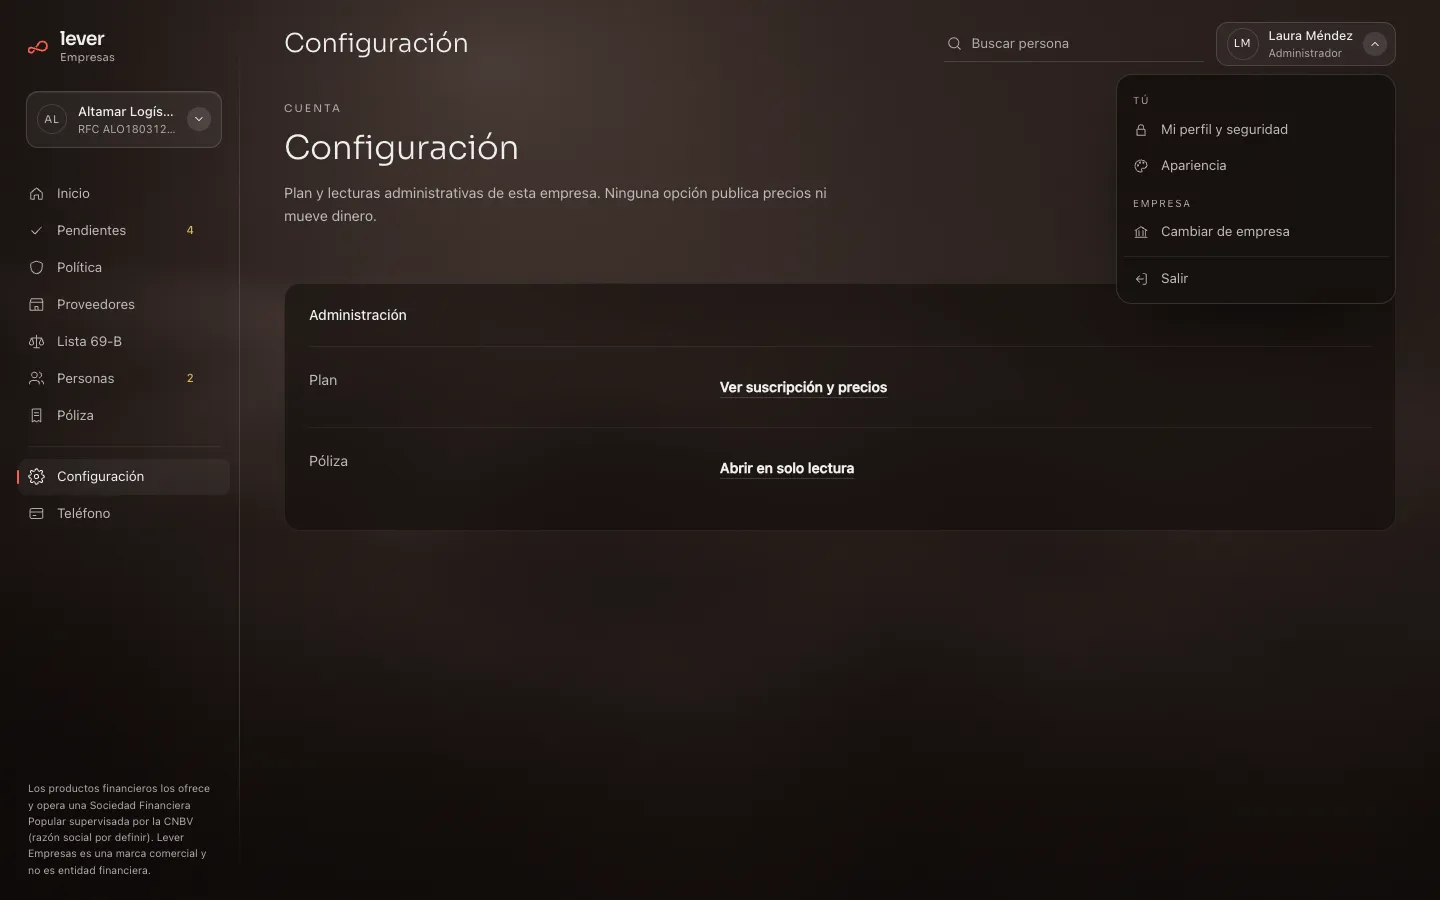 lever
Empresas
AL
Altamar Logís...
RFC ALO180312...
Inicio
Pendientes 4
Política
Proveedores
Lista 69-B
Personas 2
Póliza
Configuración
Teléfono
Los productos financieros los ofrece
y opera una Sociedad Financiera
Popular supervisada por la CNBV
(razón social por definir). Lever
Empresas es una marca comercial y
no es entidad financiera.
Configuración
Buscar persona
LM
Laura Méndez
Administrador
TÚ
Mi perfil y seguridad
Apariencia
EMPRESA
Cambiar de empresa
Salir
CUENTA
Configuración
Plan y lecturas administrativas de esta empresa. Ninguna opción publica precios ni
mueve dinero.
Administración
Plan
Ver suscripción y precios
Póliza
Abrir en solo lectura